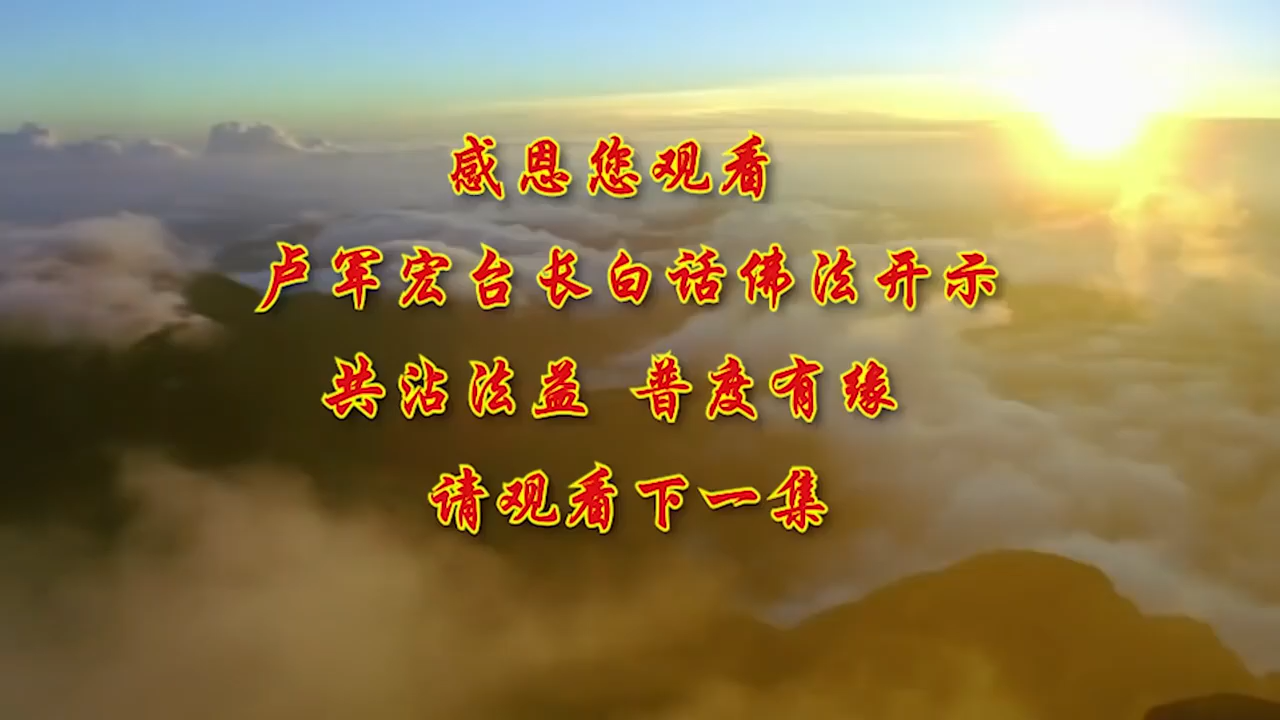 感恩您观看
卢军宏台长白话佛法开示
共沾法益 普度有缘
请观看下一集